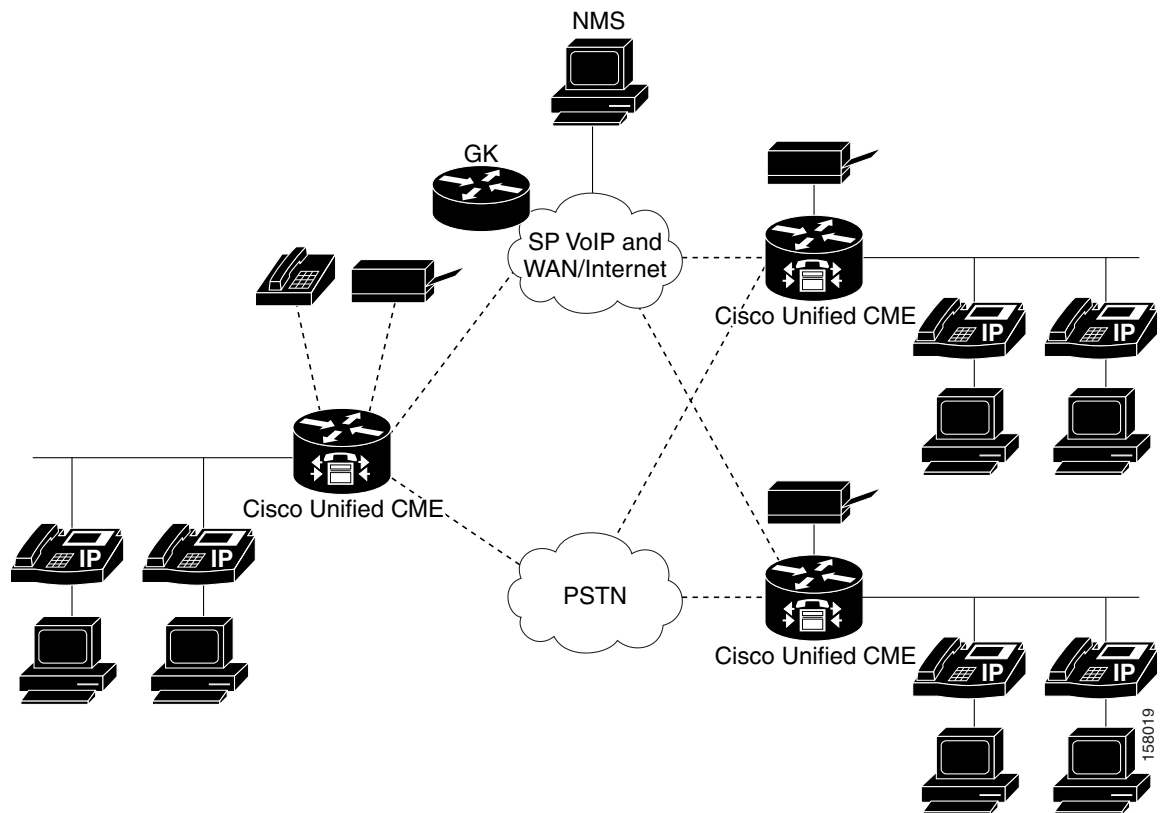 NMS
GK
SP VoIP and
WAN/Internet
Cisco Unified CME
IP
IP
Cisco Unified CME
IP
IP
PSTN
Cisco Unified CME
IP
IP
158019